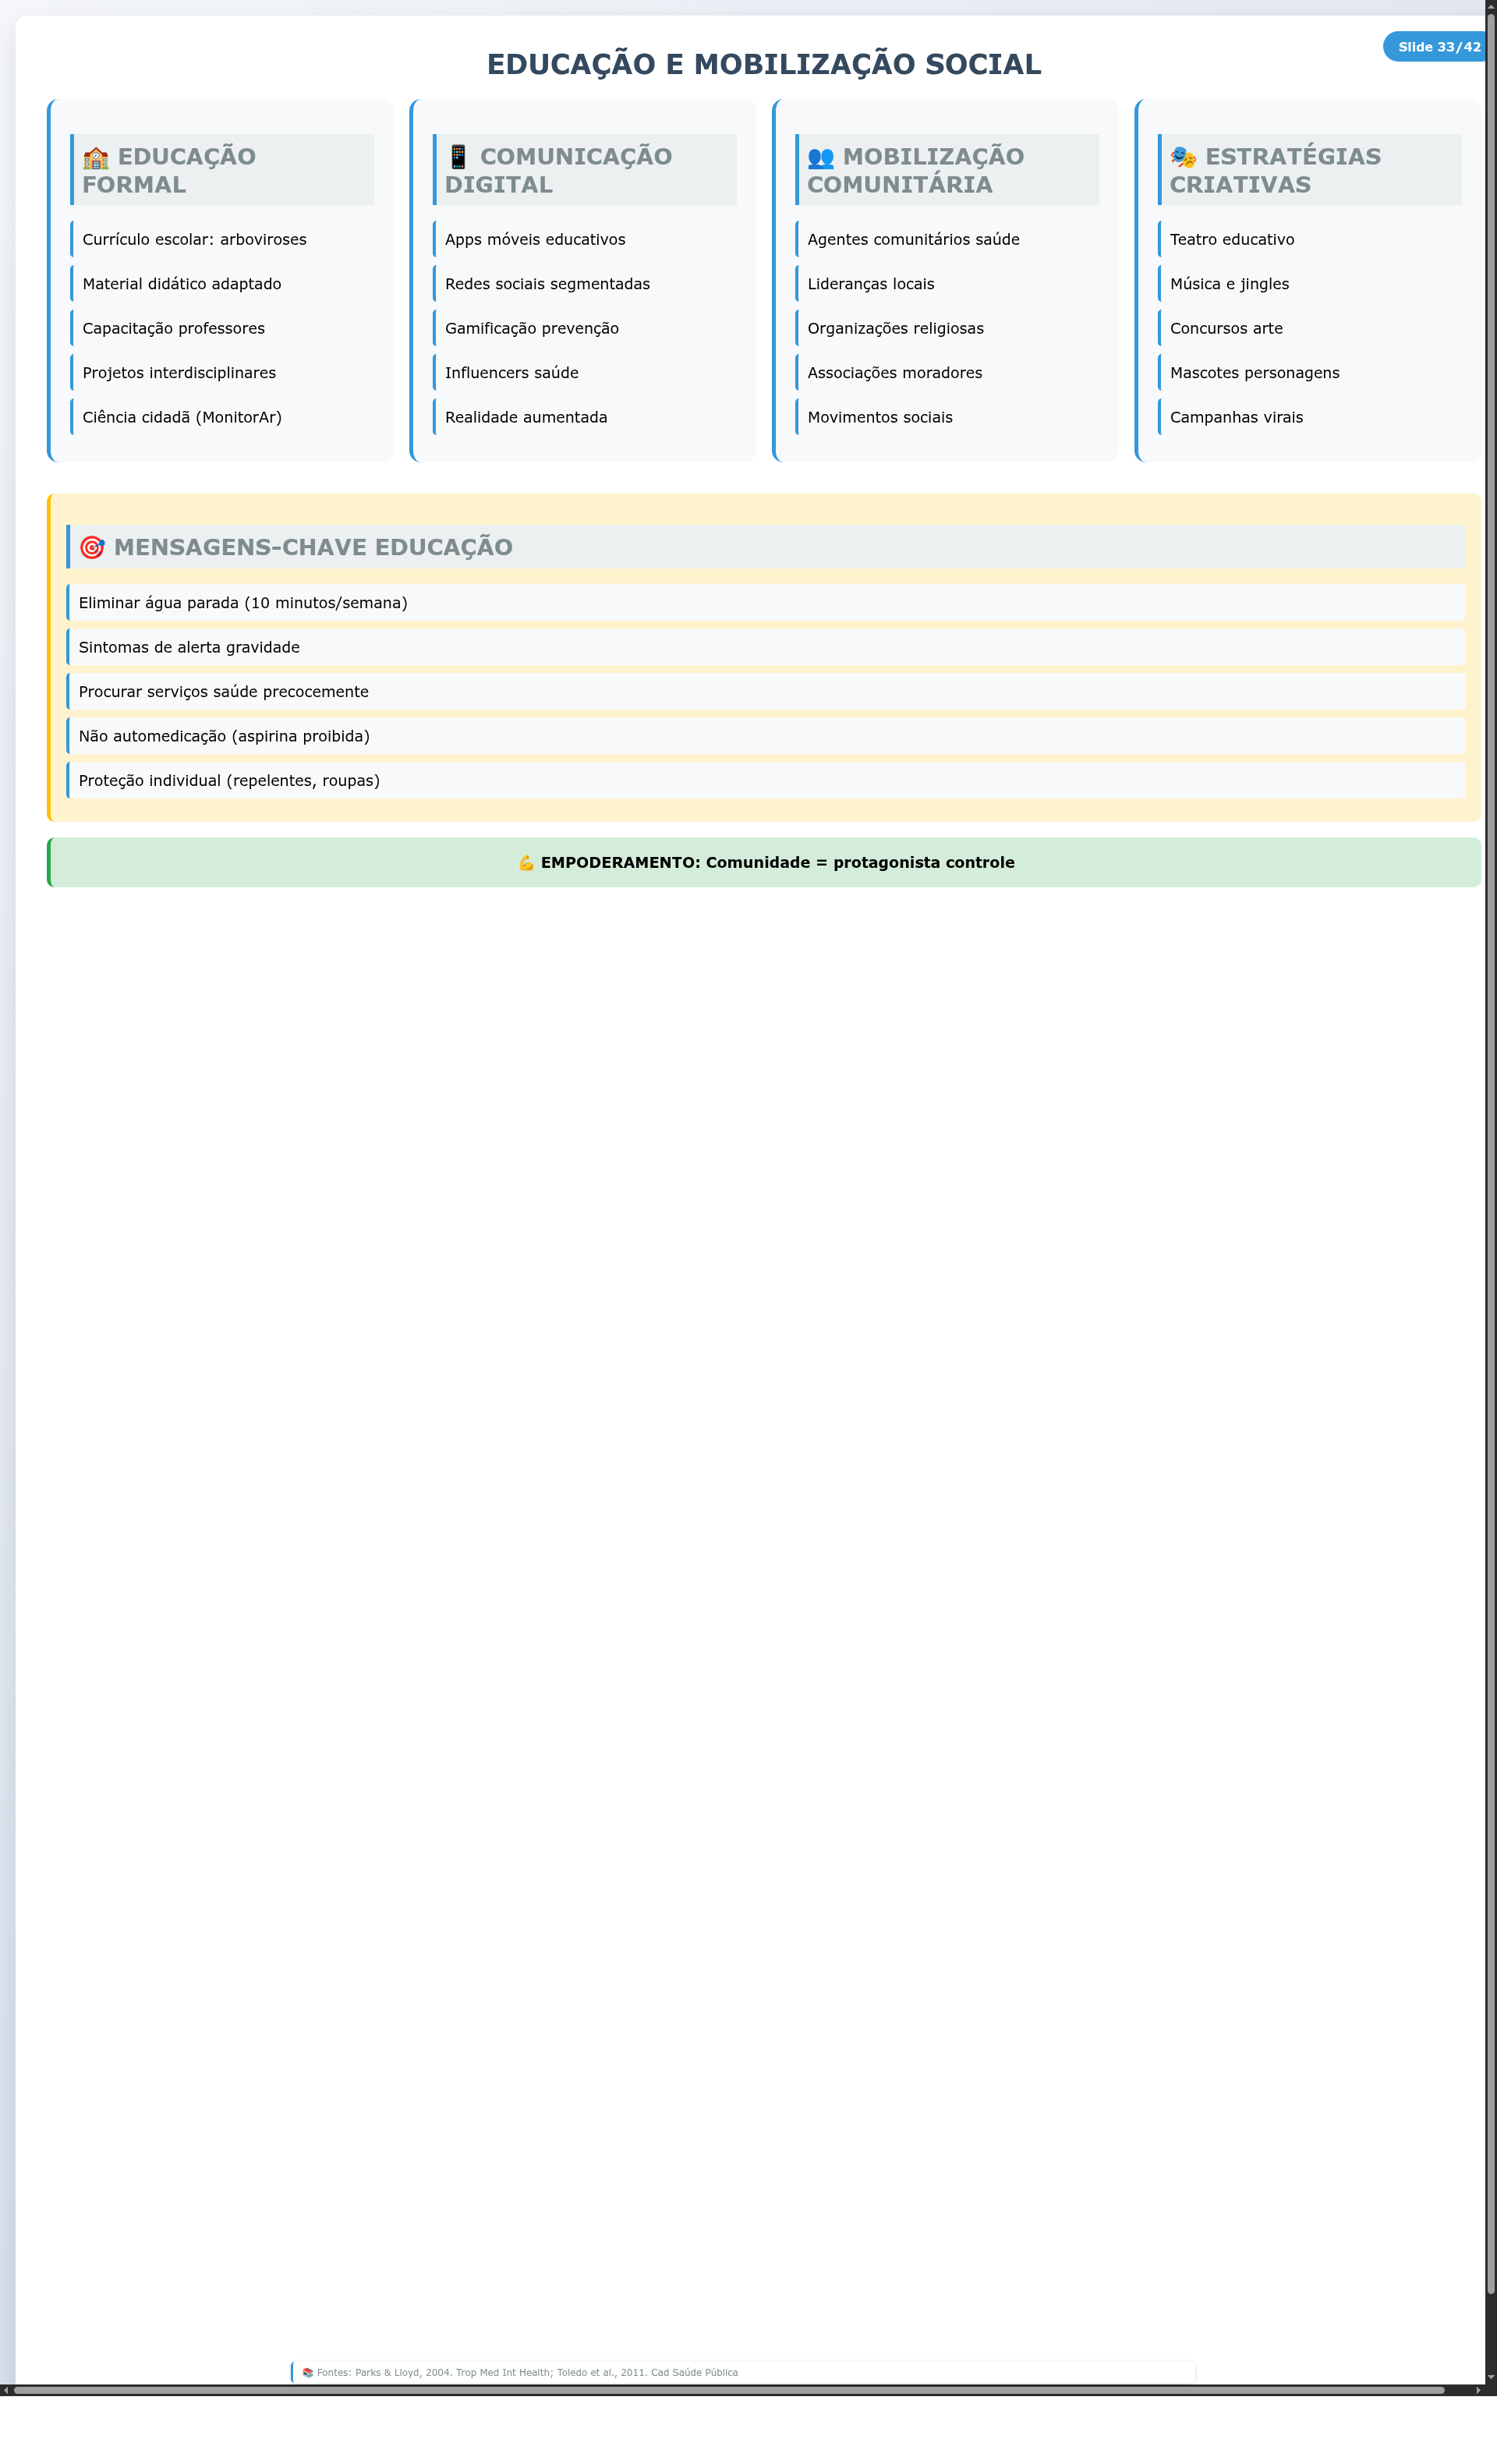 Slide 33/42
EDUCAÇÃO E MOBILIZAÇÃO SOCIAL
🏫 EDUCAÇÃO
FORMAL
Currículo escolar: arboviroses
Material didático adaptado
Capacitação professores
Projetos interdisciplinares
Ciência cidadã (MonitorAr)
📱 COMUNICAÇÃO
DIGITAL
Apps móveis educativos
Redes sociais segmentadas
Gamificação prevenção
Influencers saúde
Realidade aumentada
👥 MOBILIZAÇÃO
COMUNITÁRIA
Agentes comunitários saúde
Lideranças locais
Organizações religiosas
Associações moradores
Movimentos sociais
🎭 ESTRATÉGIAS
CRIATIVAS
Teatro educativo
Música e jingles
Concursos arte
Mascotes personagens
Campanhas virais
🎯 MENSAGENS-CHAVE EDUCAÇÃO
Eliminar água parada (10 minutos/semana)
Sintomas de alerta gravidade
Procurar serviços saúde precocemente
Não automedicação (aspirina proibida)
Proteção individual (repelentes, roupas)
💪 EMPODERAMENTO: Comunidade = protagonista controle
📚 Fontes: Parks & Lloyd, 2004. Trop Med Int Health; Toledo et al., 2011. Cad Saúde Pública